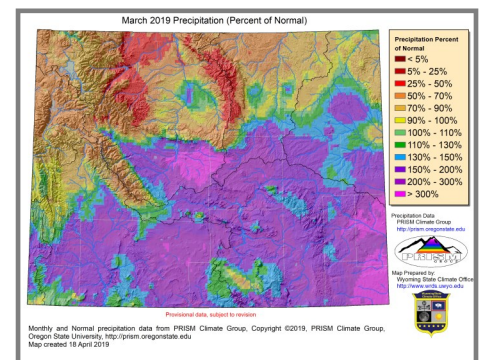 March 2019 Precipitation (Percent of Normal)
Precipitation Percent
of Normal
< 5%
5% - 25%
25% - 50%
50% - 70%
70% - 90%
90% - 100%
100% - 110%
110% - 130%
130% - 150%
150% - 200%
200% - 300%
> 300%
Precipitation Data
PRISM Climate Group
http://prism.oregonstate.edu
PRISM
GROUP
Map Prepared by:
Wyoming State Climate Office
http://www.wrds.uwyo.edu
Provisional data, subject to revision
Monthly and Normal precipitation data from PRISM Climate Group, Copyright ©2019, PRISM Climate Group,
Oregon State University, http://prism.oregonstate.edu
Map created 18 April 2019